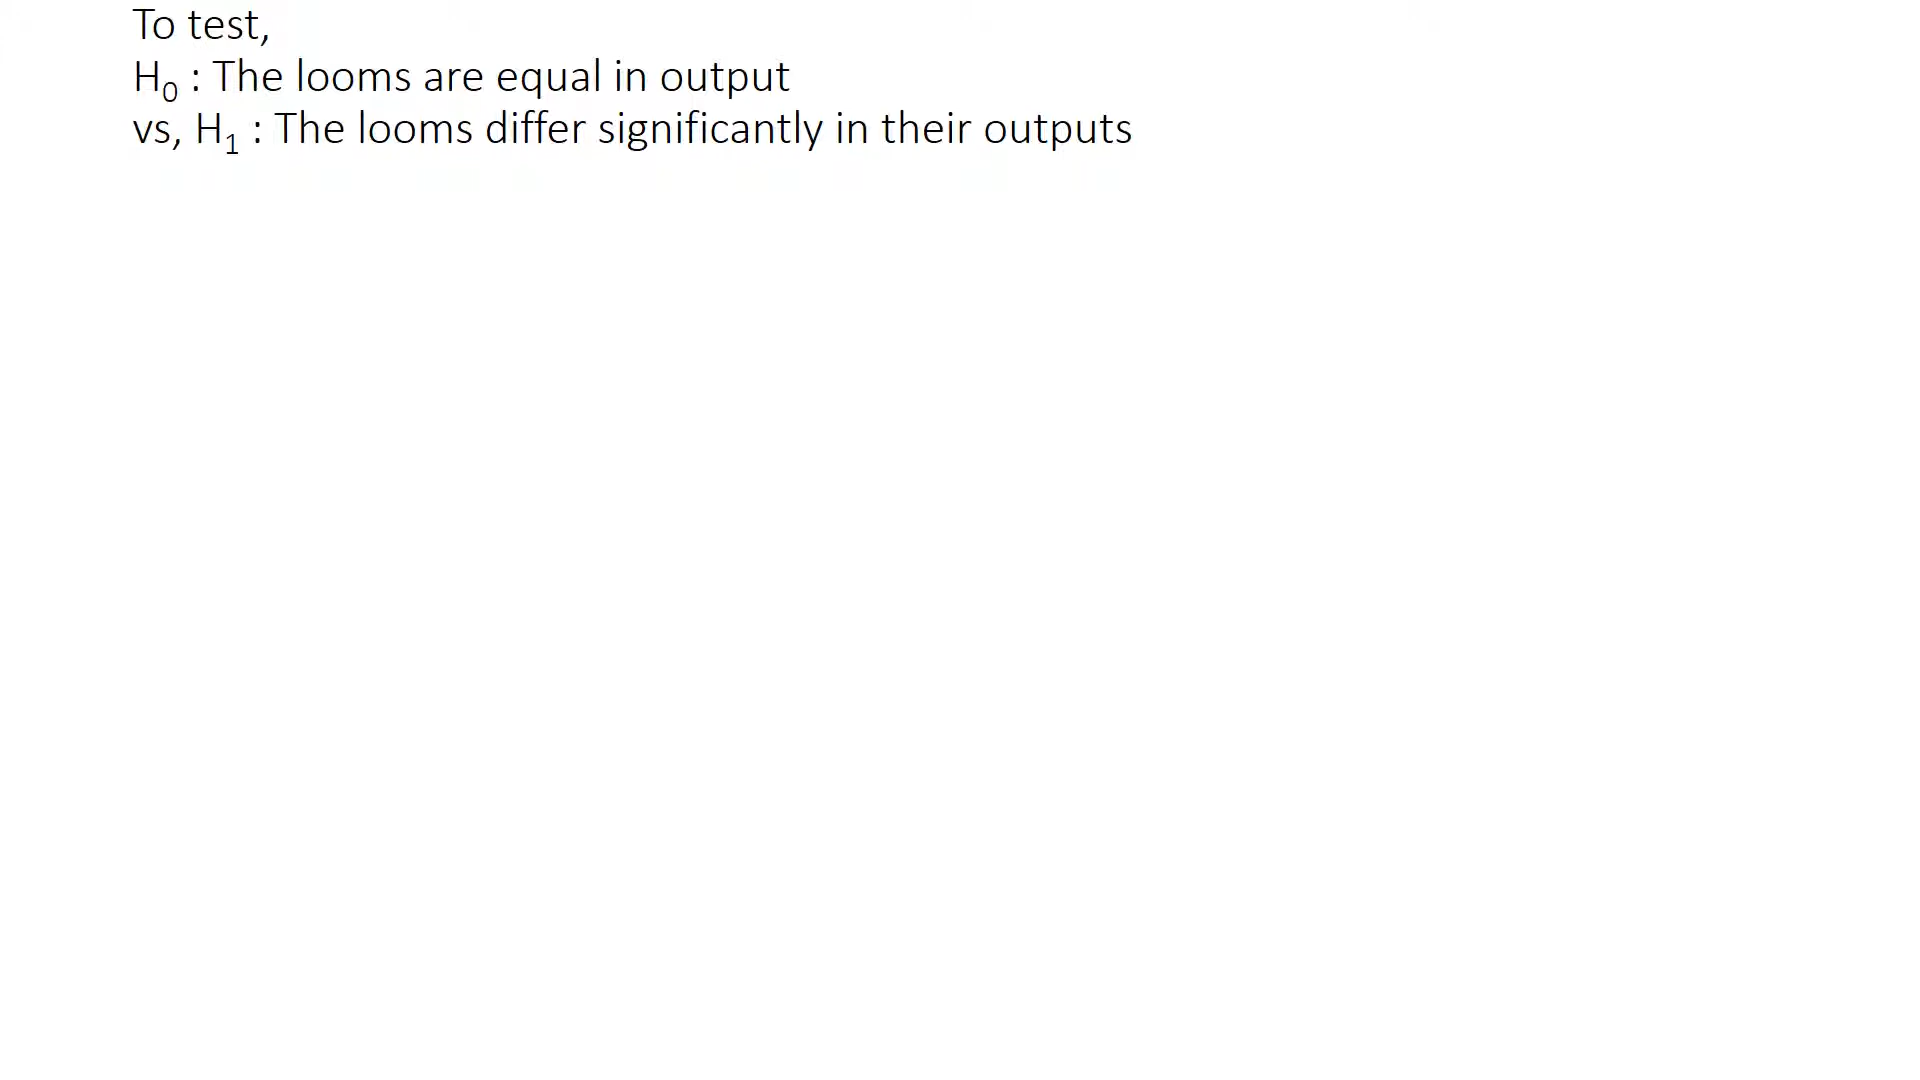 To test,
H₀ : The looms are equal in output
vs, H₁ : The looms differ significantly in their outputs